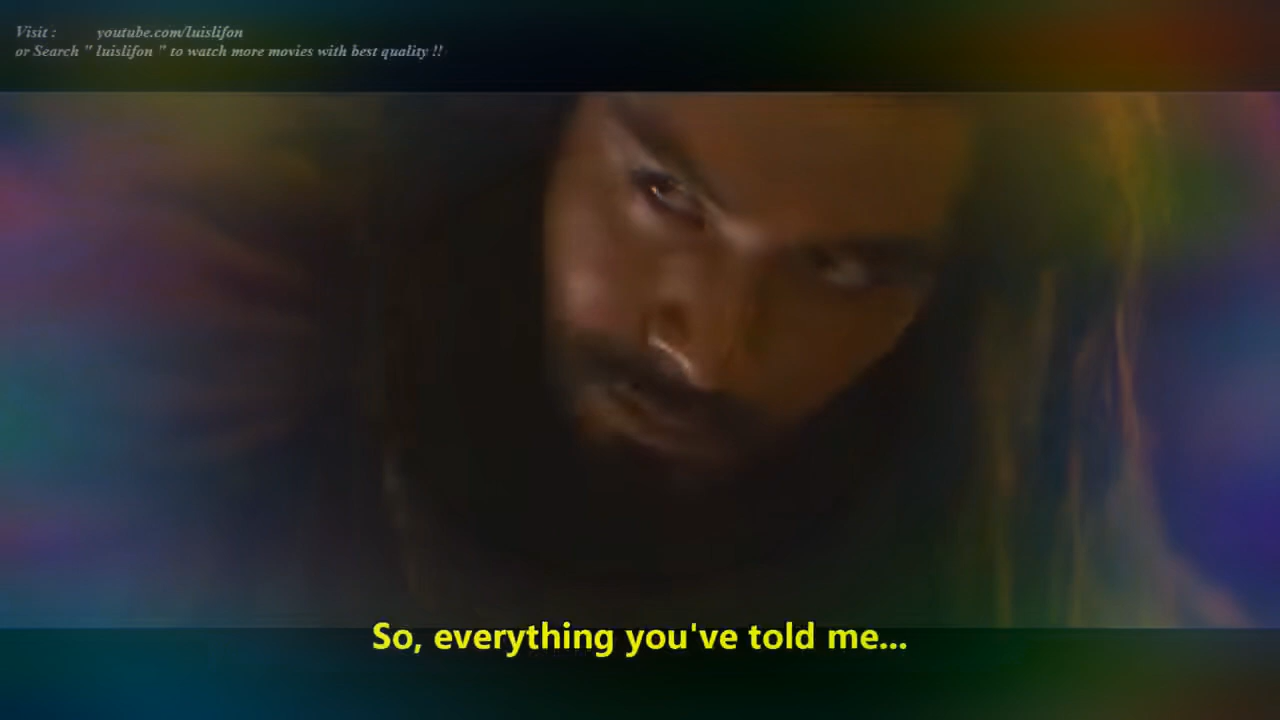 Visit : youtube.com/luislifon
or Search " luislifon " to watch more movies with best quality !!
So, everything you've told me...